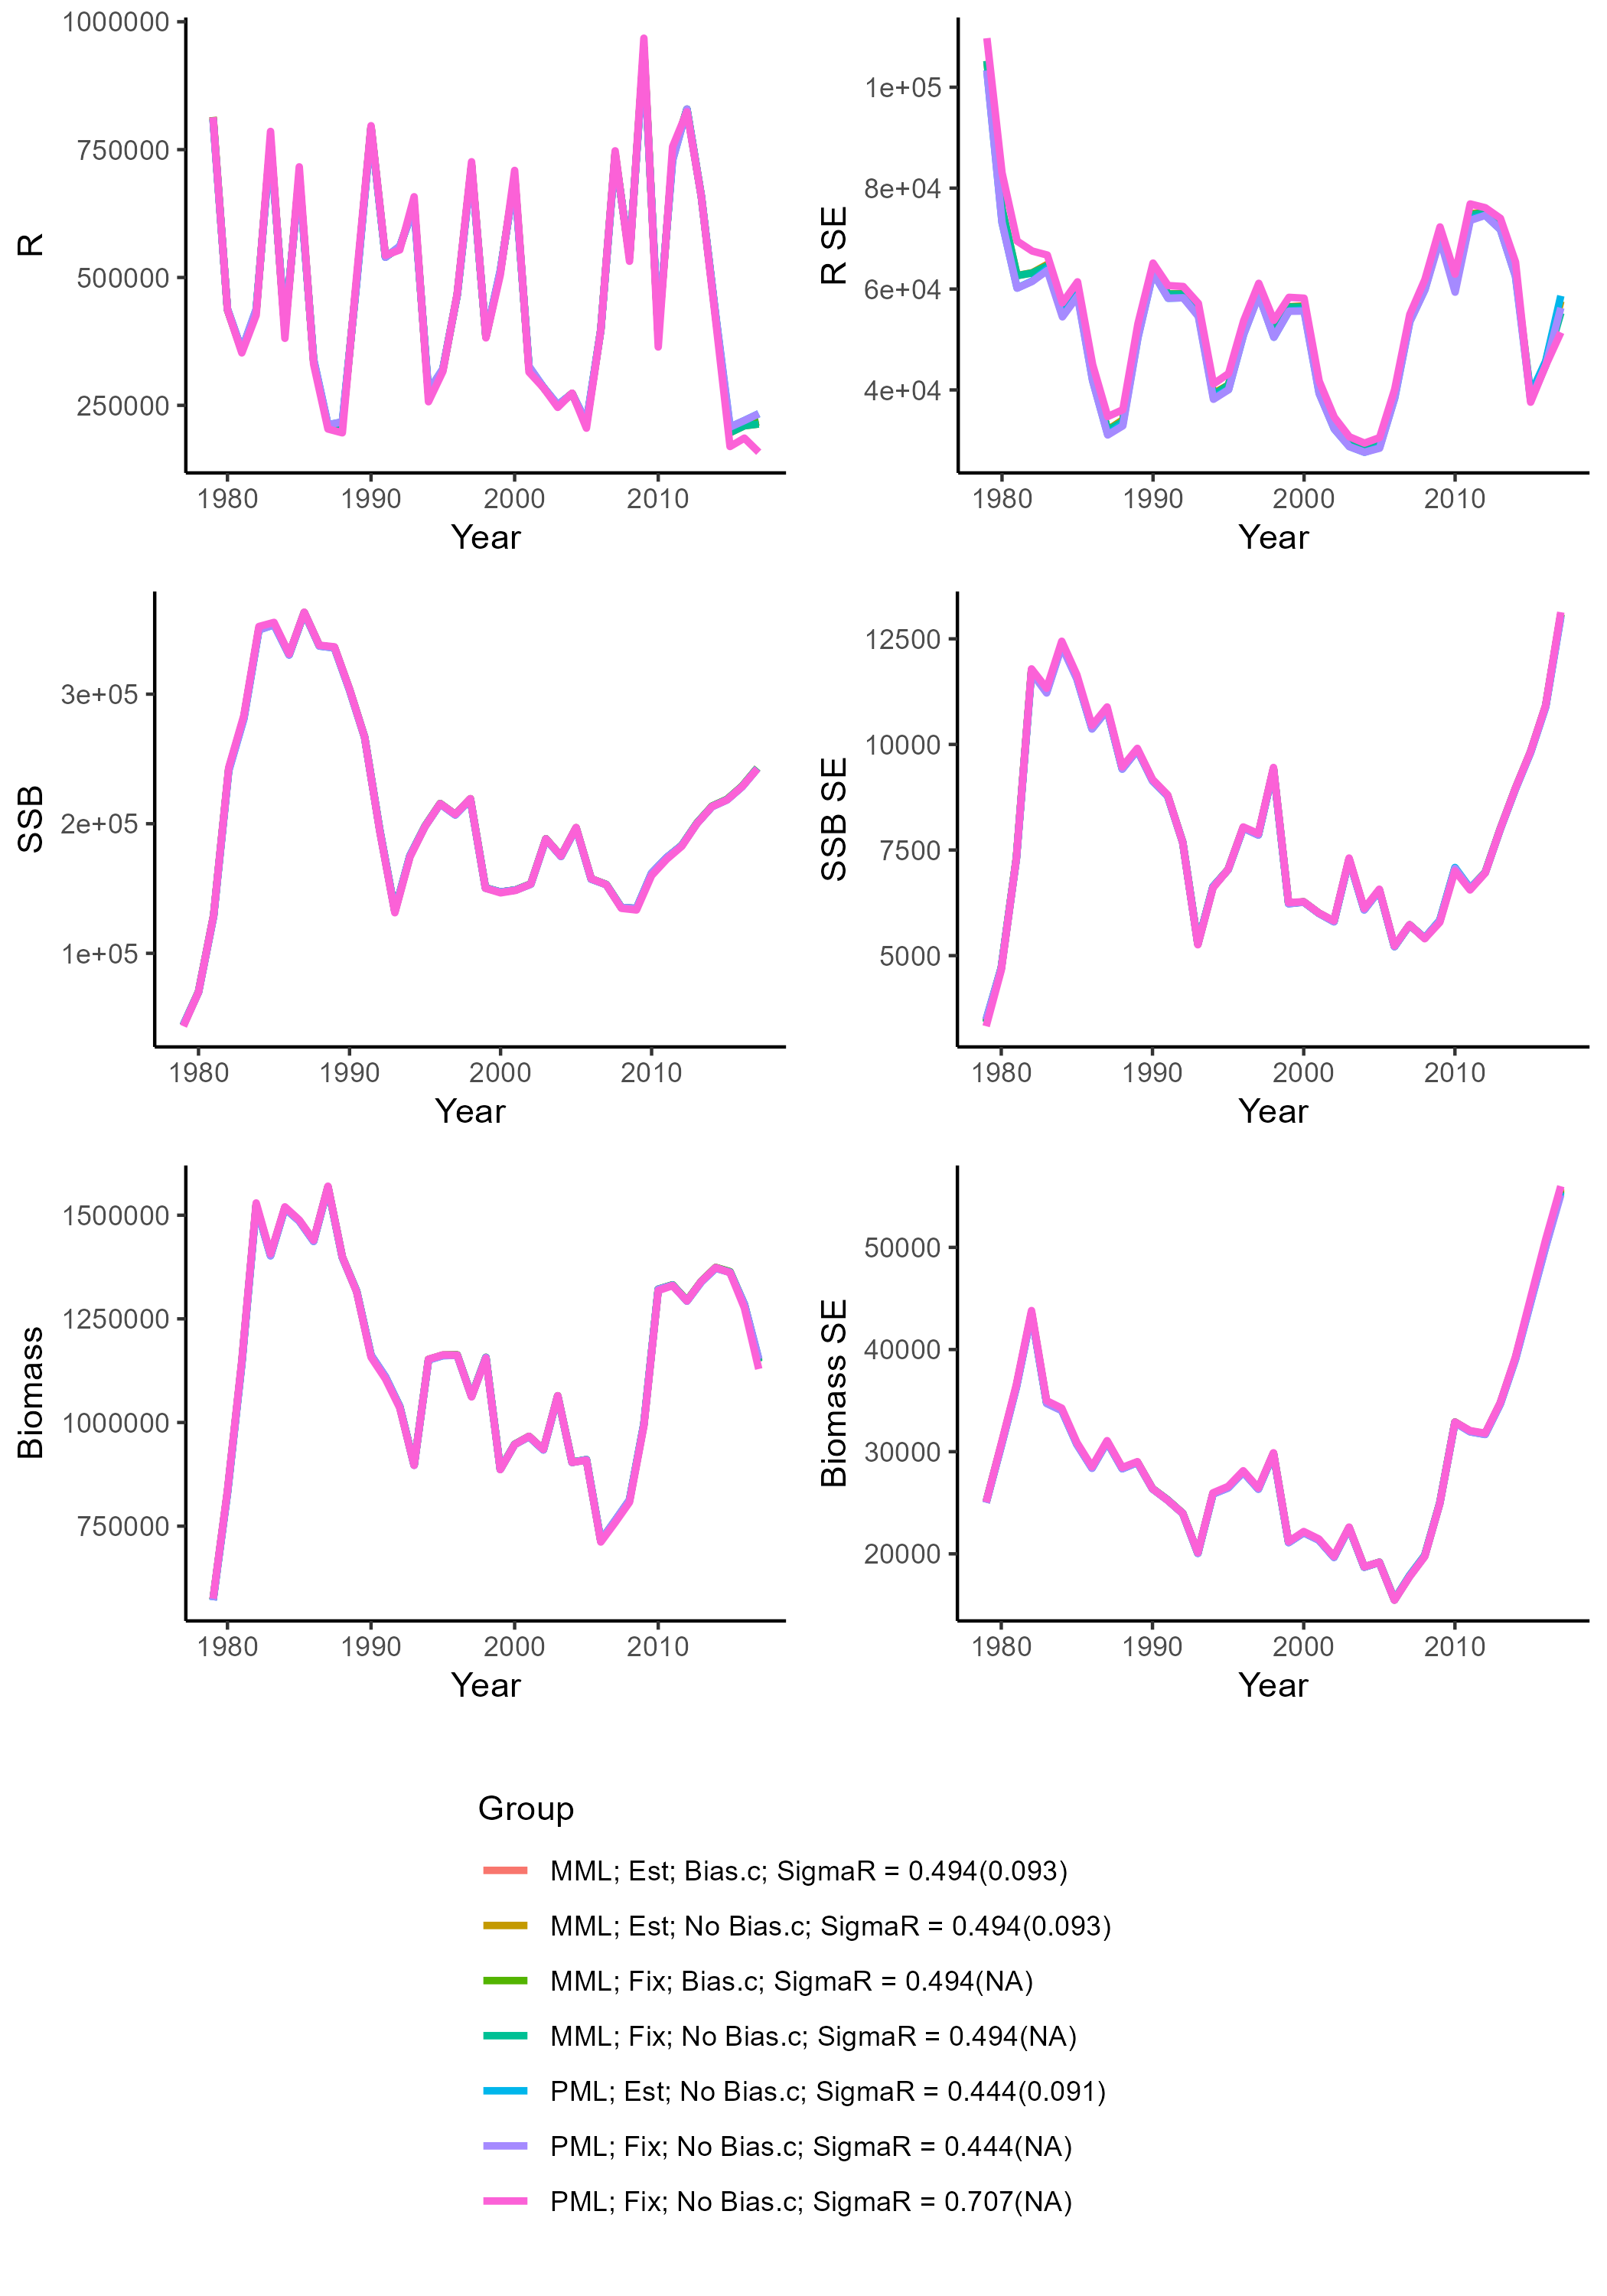 1000000
750000
500000
250000
R
1980 1990 2000 2010
Year
1e+05
8e+04
6e+04
4e+04
R SE
1980 1990 2000 2010
Year
3e+05
2e+05
1e+05
SSB
1980 1990 2000 2010
Year
12500
10000
7500
5000
SSB SE
1980 1990 2000 2010
Year
1500000
1250000
1000000
750000
Biomass
1980 1990 2000 2010
Year
50000
40000
30000
20000
Biomass SE
1980 1990 2000 2010
Year
Group
MML; Est; Bias.c; SigmaR = 0.494(0.093)
MML; Est; No Bias.c; SigmaR = 0.494(0.093)
MML; Fix; Bias.c; SigmaR = 0.494(NA)
MML; Fix; No Bias.c; SigmaR = 0.494(NA)
PML; Est; No Bias.c; SigmaR = 0.444(0.091)
PML; Fix; No Bias.c; SigmaR = 0.444(NA)
PML; Fix; No Bias.c; SigmaR = 0.707(NA)